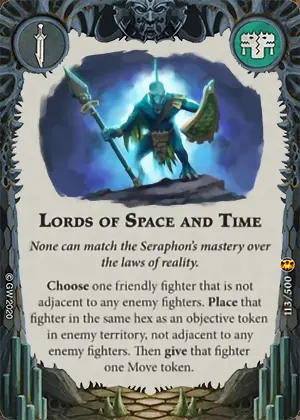 LORDS OF SPACE AND TIME
None can match the Seraphon's mastery over
the laws of reality.
Choose one friendly fighter that is not
adjacent to any enemy fighters. Place that
fighter in the same hex as an objective token
in enemy territory, not adjacent to any
enemy fighters. Then give that fighter
one Move token.
© GW 2020
113/500